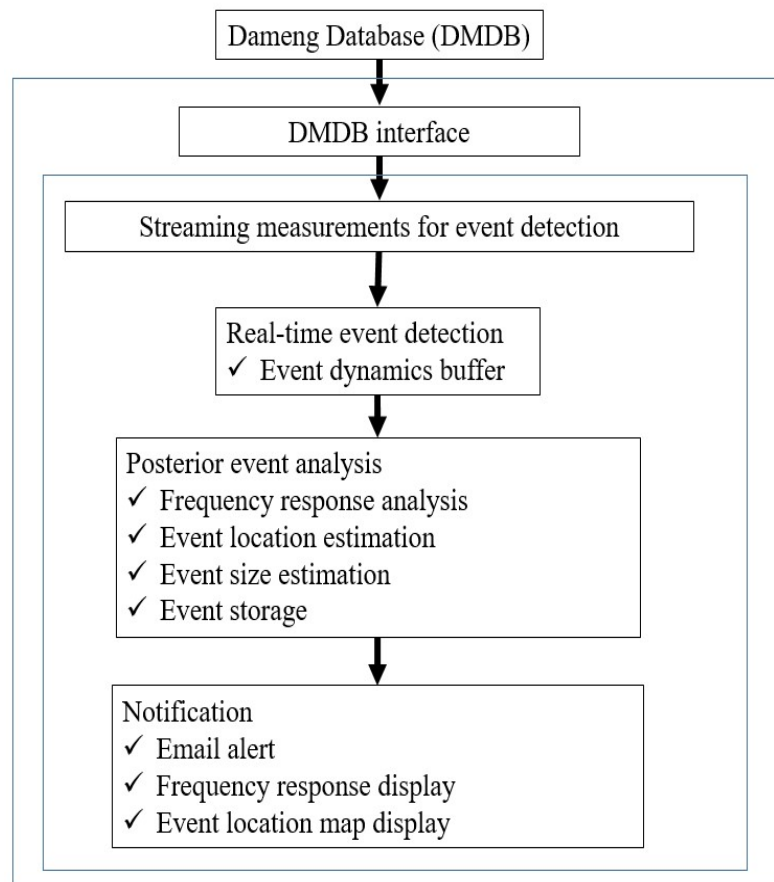 Dameng Database (DMDB)
DMDB interface
Streaming measurements for event detection
Real-time event detection
✓ Event dynamics buffer
Posterior event analysis
✓ Frequency response analysis
✓ Event location estimation
✓ Event size estimation
✓ Event storage
Notification
✓ Email alert
✓ Frequency response display
✓ Event location map display